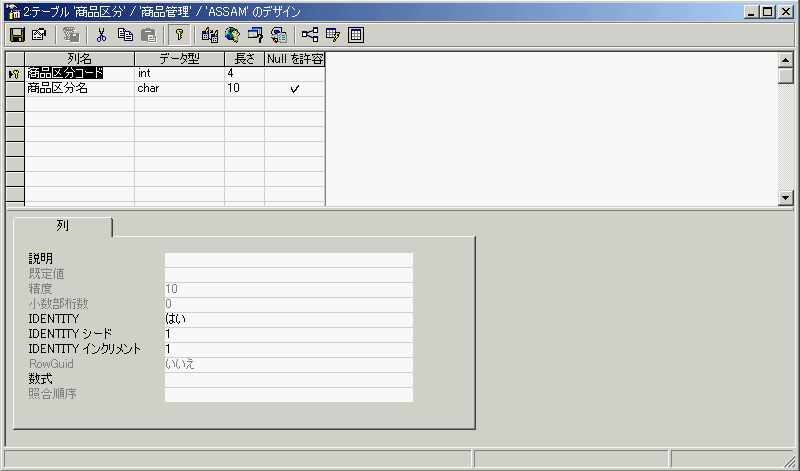 2:テーブル '商品区分' / '商品管理' / 'ASSAM' のデザイン
列名 データ型 長さ Null を許容
商品区分コード int 4
商品区分名 char 10
列
説明
既定値
精度 10
小数部桁数 0
IDENTITY はい
IDENTITY シード 1
IDENTITY インクリメント 1
RowGuid いいえ
数式
照合順序